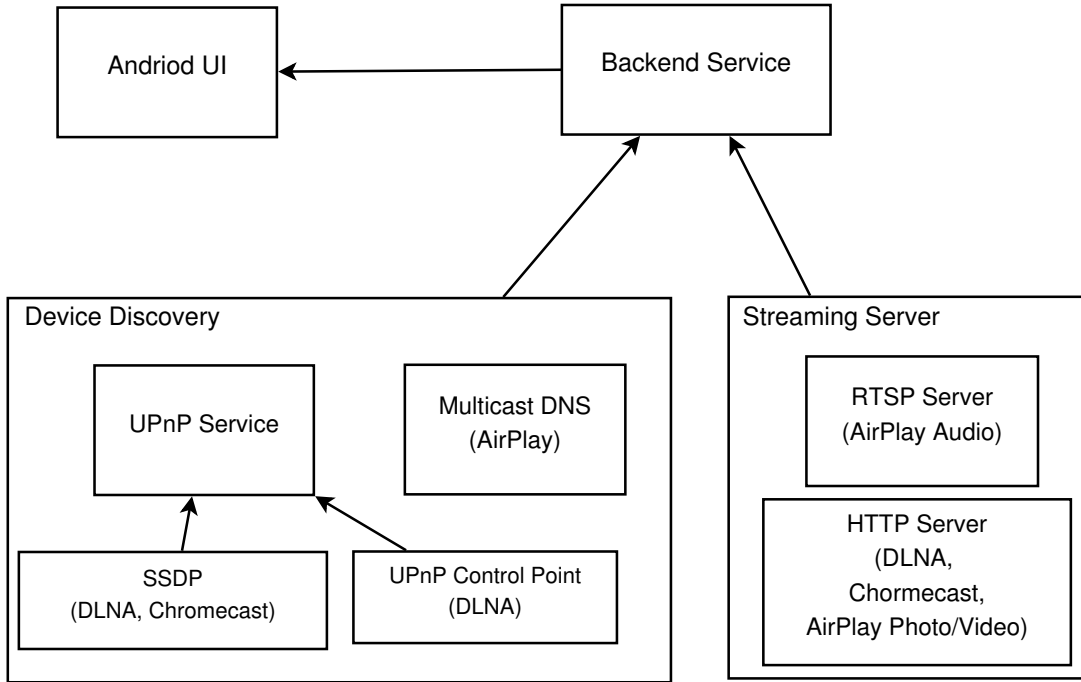 Andriod UI
Backend Service
Device Discovery
UPnP Service
Multicast DNS
(AirPlay)
SSDP
(DLNA, Chromecast)
UPnP Control Point
(DLNA)
Streaming Server
RTSP Server
(AirPlay Audio)
HTTP Server
(DLNA,
Chormecast,
AirPlay Photo/Video)